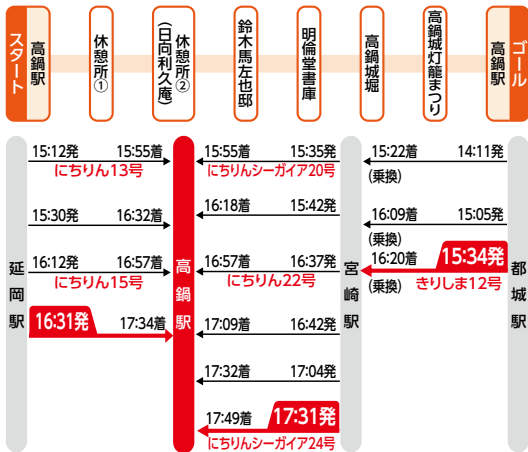 スタート
高鍋駅
休憩所①
休憩所②
(日向利久庵)
鈴木馬左也邸
明倫堂書庫
高鍋城堀
高鍋城灯籠まつり
高鍋駅
ゴール
延岡駅
15:12発 15:55着
にちりん13号
15:30発 16:32着
16:12発 16:57着
にちりん15号
16:31発 17:34着
高鍋駅
15:55着 15:35発
にちりんシーガイア20号
16:18着 15:42発
16:57着 16:37発
にちりん22号
17:09着 16:42発
17:32着 17:04発
17:49着 17:31発
にちりんシーガイア24号
宮崎駅
15:22着 14:11発
(乗換)
16:09着 15:05発
(乗換)
16:20着 15:34発
(乗換) きりしま12号
都城駅